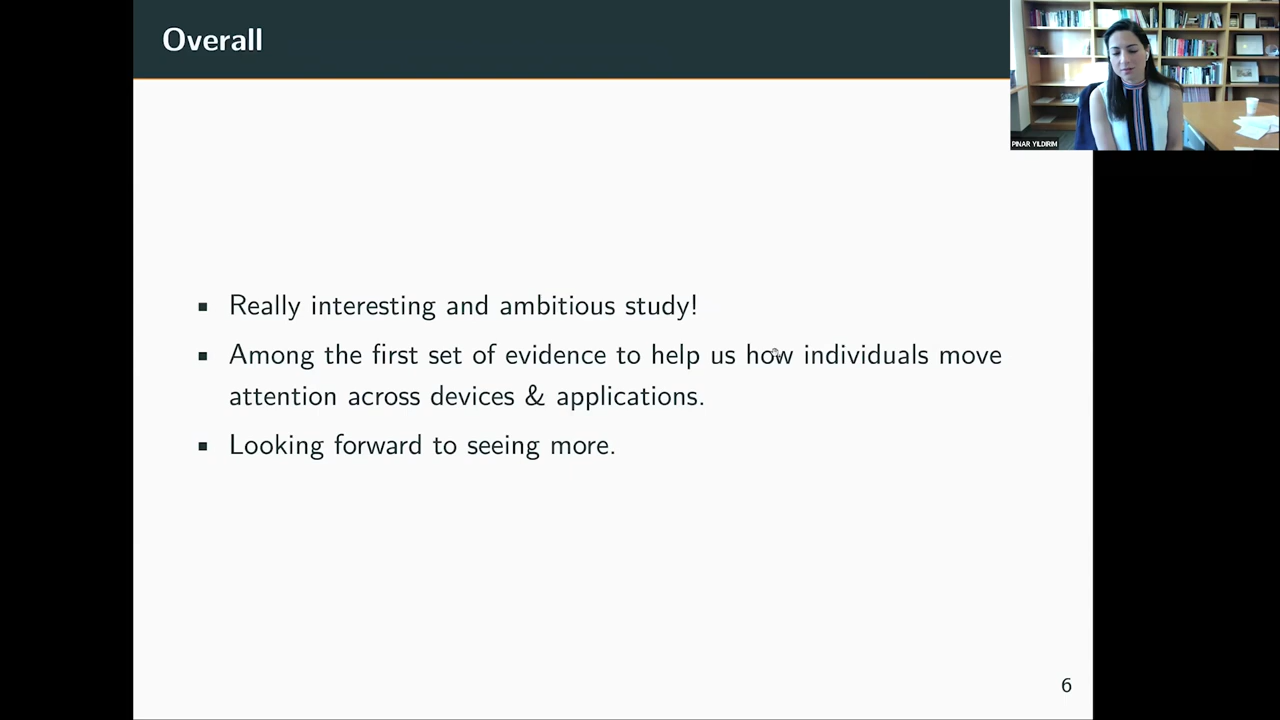 Overall
PINAR YILDIRIM
Really interesting and ambitious study!
Among the first set of evidence to help us how individuals move
attention across devices & applications.
Looking forward to seeing more.
6